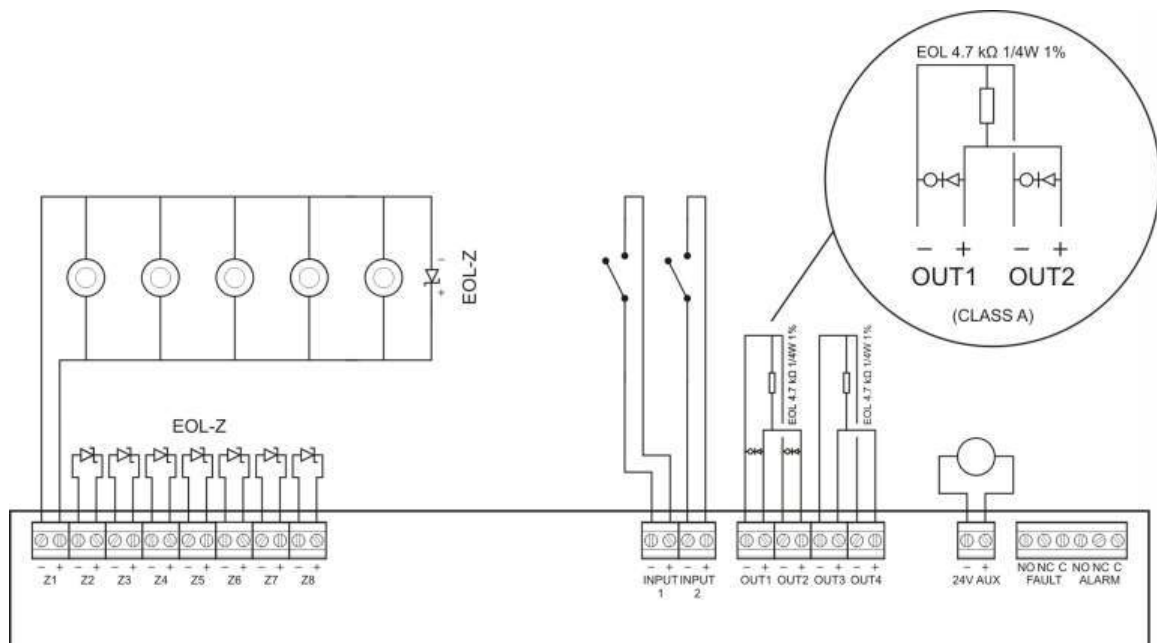 EOL 4.7 kΩ 1/4W 1%
− + − +
OUT1 OUT2
(CLASS A)
− +
EOL-Z
EOL-Z
EOL 4.7 kΩ 1/4W 1%
EOL 4.7 kΩ 1/4W 1%
− + − + − + − + − + − + − + − + − + − + − + − + − + − + − +
Z1 Z2 Z3 Z4 Z5 Z6 Z7 Z8 INPUT 1 INPUT 2 OUT1 OUT2 OUT3 OUT4 24V AUX
NO NC C NO NC C
FAULT ALARM